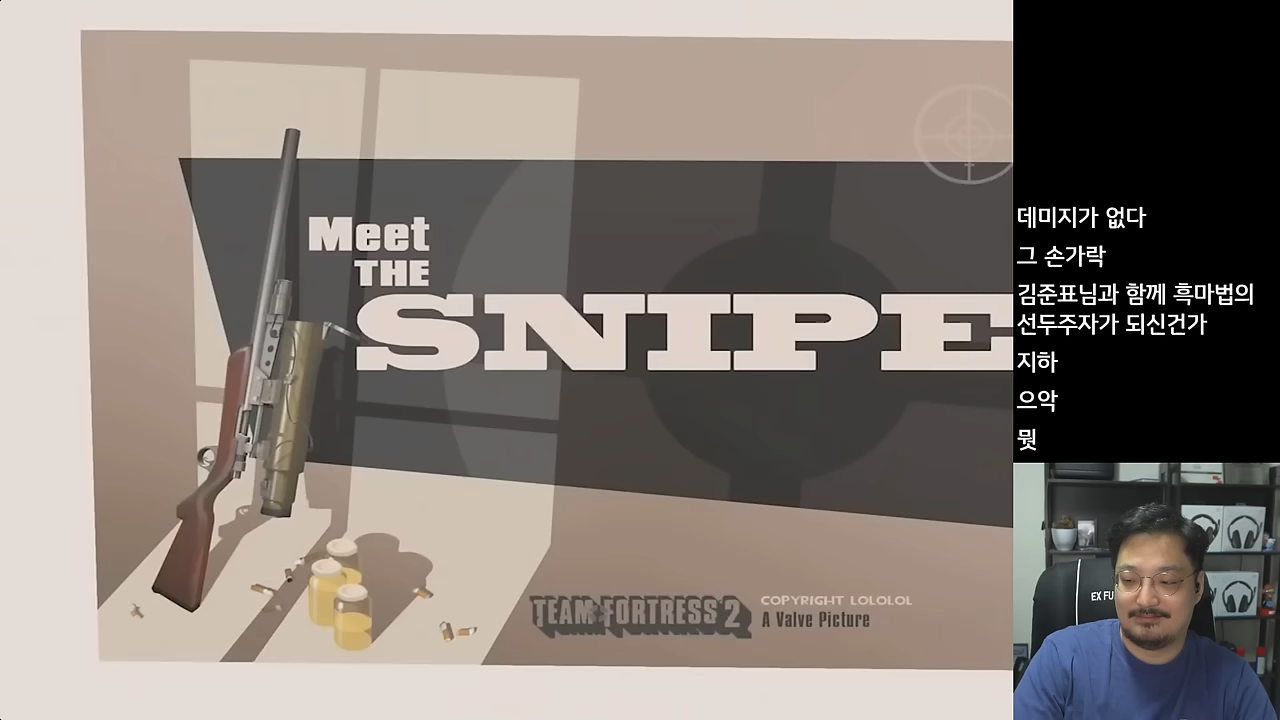 Meet
THE
SNIPE
TEAM FORTRESS 2
COPYRIGHT LOLOLOL
A Valve Picture
데미지가 없다
그 손가락
김준표님과 함께 흑마법의
선두주자가 되신건가
지하
으악
뭣
EX FU